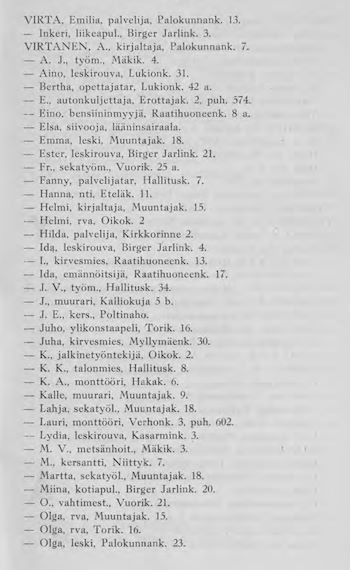 VIRTA, Emilia, palvelija, Palokunnank. 13.
— Inkeri, liikeapul., Birger Jarlink. 3.
VIRTANEN, A., kirjaltaja, Palokunnank. 7.
— A. J., työm., Mäkik. 4.
— Aino, leskirouva, Lukionk. 31.
— Bertha, opettajatar, Lukionk. 42 a.
— E., autonkuljettaja, Erottajak. 2, puh. 574.
— Eino, bensiininmyyjä, Raatihuoneenk. 8 a.
— Elsa, siivooja, lääninsairaala.
— Emma, leski, Muuntajak. 18.
— Ester, leskirouva, Birger Jarlink. 21.
— Fr., sekatyöm., Vuorik. 25 a.
— Fanny, palvelijatar, Hallitusk. 7.
— Hanna, nti, Eteläk. 11.
— Helmi, kirjaltaja, Muuntajak. 15.
— Helmi, rva, Oikok. 2
— Hilda, palvelija, Kirkkorinne 2.
— Ida, leskirouva, Birger Jarlink. 4.
— I., kirvesmies, Raatihuoneenk. 13.
— Ida, emännöitsijä, Raatihuoneenk. 17.
— J. V., työm., Hallitusk. 34.
— J., muurari, Kalliokuja 5 b.
— J. E., kers., Poltinaho.
— Juho, ylikonstaapeli, Torik. 16.
— Juha, kirvesmies, Myllymäenk. 30.
— K., jalkinetyöntekijä, Oikok. 2.
— K. K., talonmies, Hallitusk. 8.
— K. A., monttööri, Hakak. 6.
— Kalle, muurari, Muuntajak. 9.
— Lahja, sekatyöl., Muuntajak. 18.
— Lauri, monttööri, Verhonk. 3, puh. 602.
— Lydia, leskirouva, Kasarmink. 3.
— M. V., metsänhoit., Mäkik. 3.
— M., kersantti, Niittyk. 7.
— Martta, sekatyöl., Muuntajak. 18.
— Miina, kotiapul., Birger Jarlink. 20.
— O., vahtimest., Vuorik. 21.
— Olga, rva, Muuntajak. 15.
— Olga, rva, Torik. 16.
— Olga, leski, Palokunnank. 23.